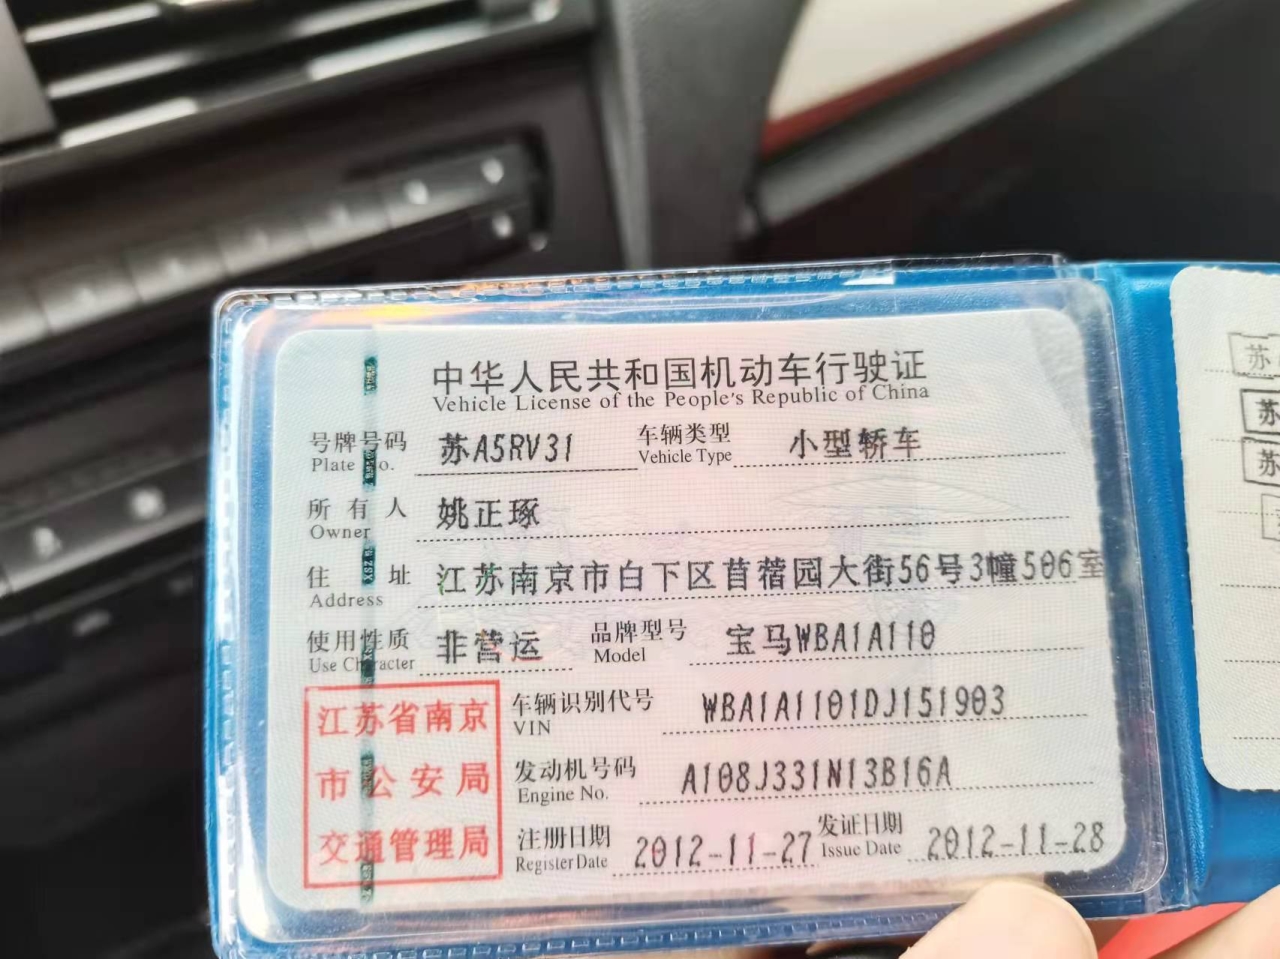 中华人民共和国机动车行驶证
Vehicle License of the People's Republic of China
号牌号码 苏A5RV31 车辆类型 小型轿车
Plate No. Vehicle Type
所有人 姚正琢
Owner
住址 江苏南京市白下区苜蓿园大街56号3幢506室
Address
使用性质 非营运 品牌型号 宝马WBA1A110
Use Character Model
车辆识别代号 WBA1A1101DJ151903
VIN
发动机号码 A108J331N13B16A
Engine No.
注册日期 2012-11-27 发证日期 2012-11-28
Register Date Issue Date
江苏省南京
市公安局
交通管理局
苏
苏
苏